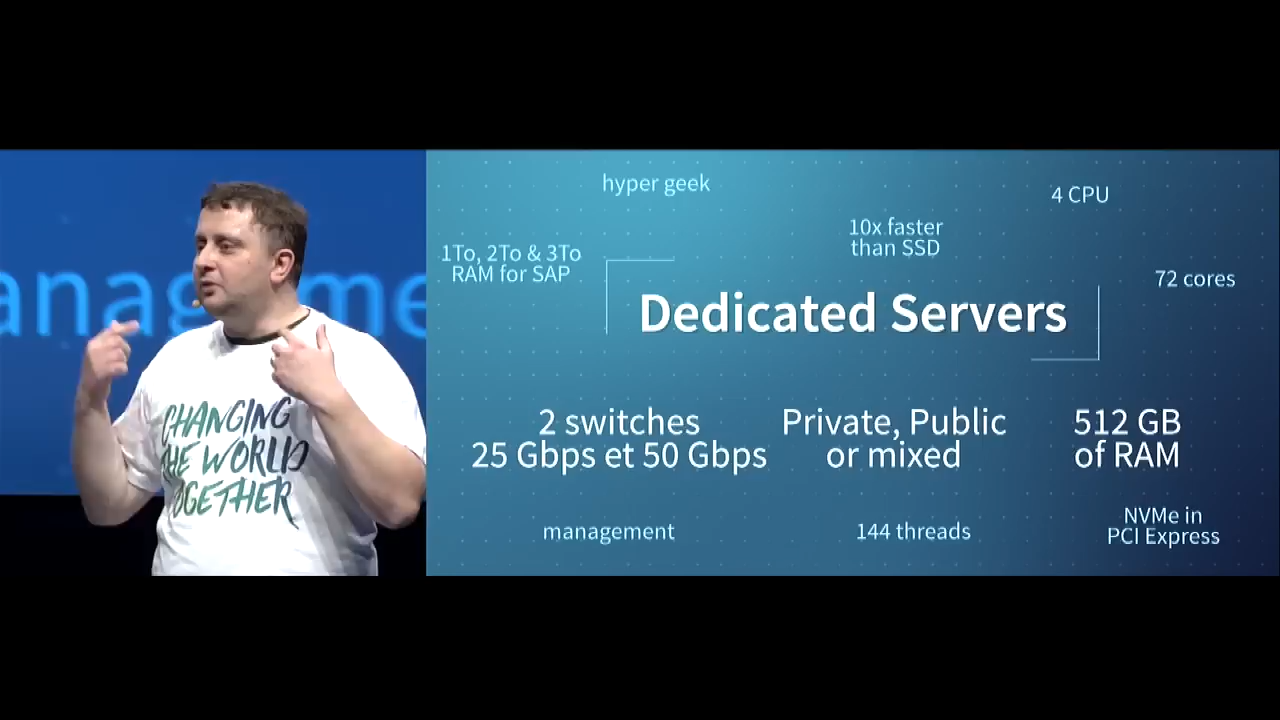 hyper geek
4 CPU
10x faster
than SSD
1To, 2To & 3To
RAM for SAP
72 cores
Dedicated Servers
2 switches
25 Gbps et 50 Gbps
Private, Public
or mixed
512 GB
of RAM
management
144 threads
NVMe in
PCI Express
CHANGING
THE WORLD
TOGETHER